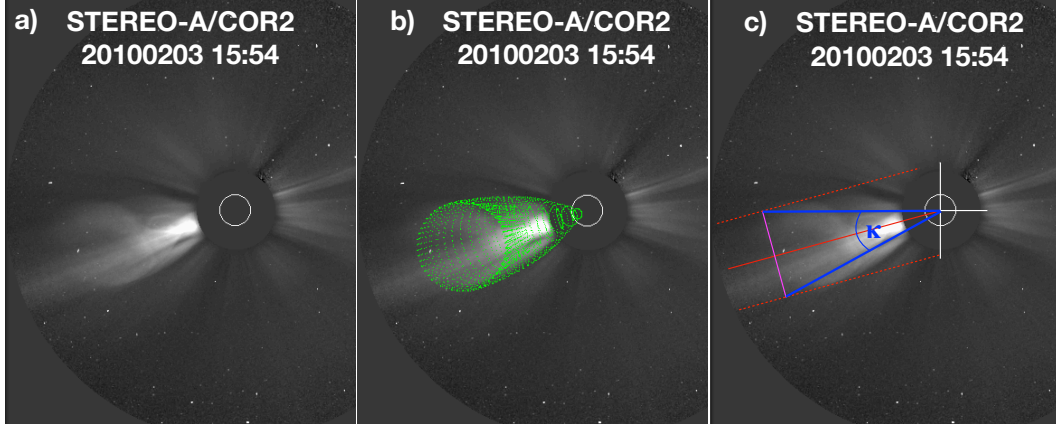 a) STEREO-A/COR2
20100203 15:54
b) STEREO-A/COR2
20100203 15:54
c) STEREO-A/COR2
20100203 15:54
κ